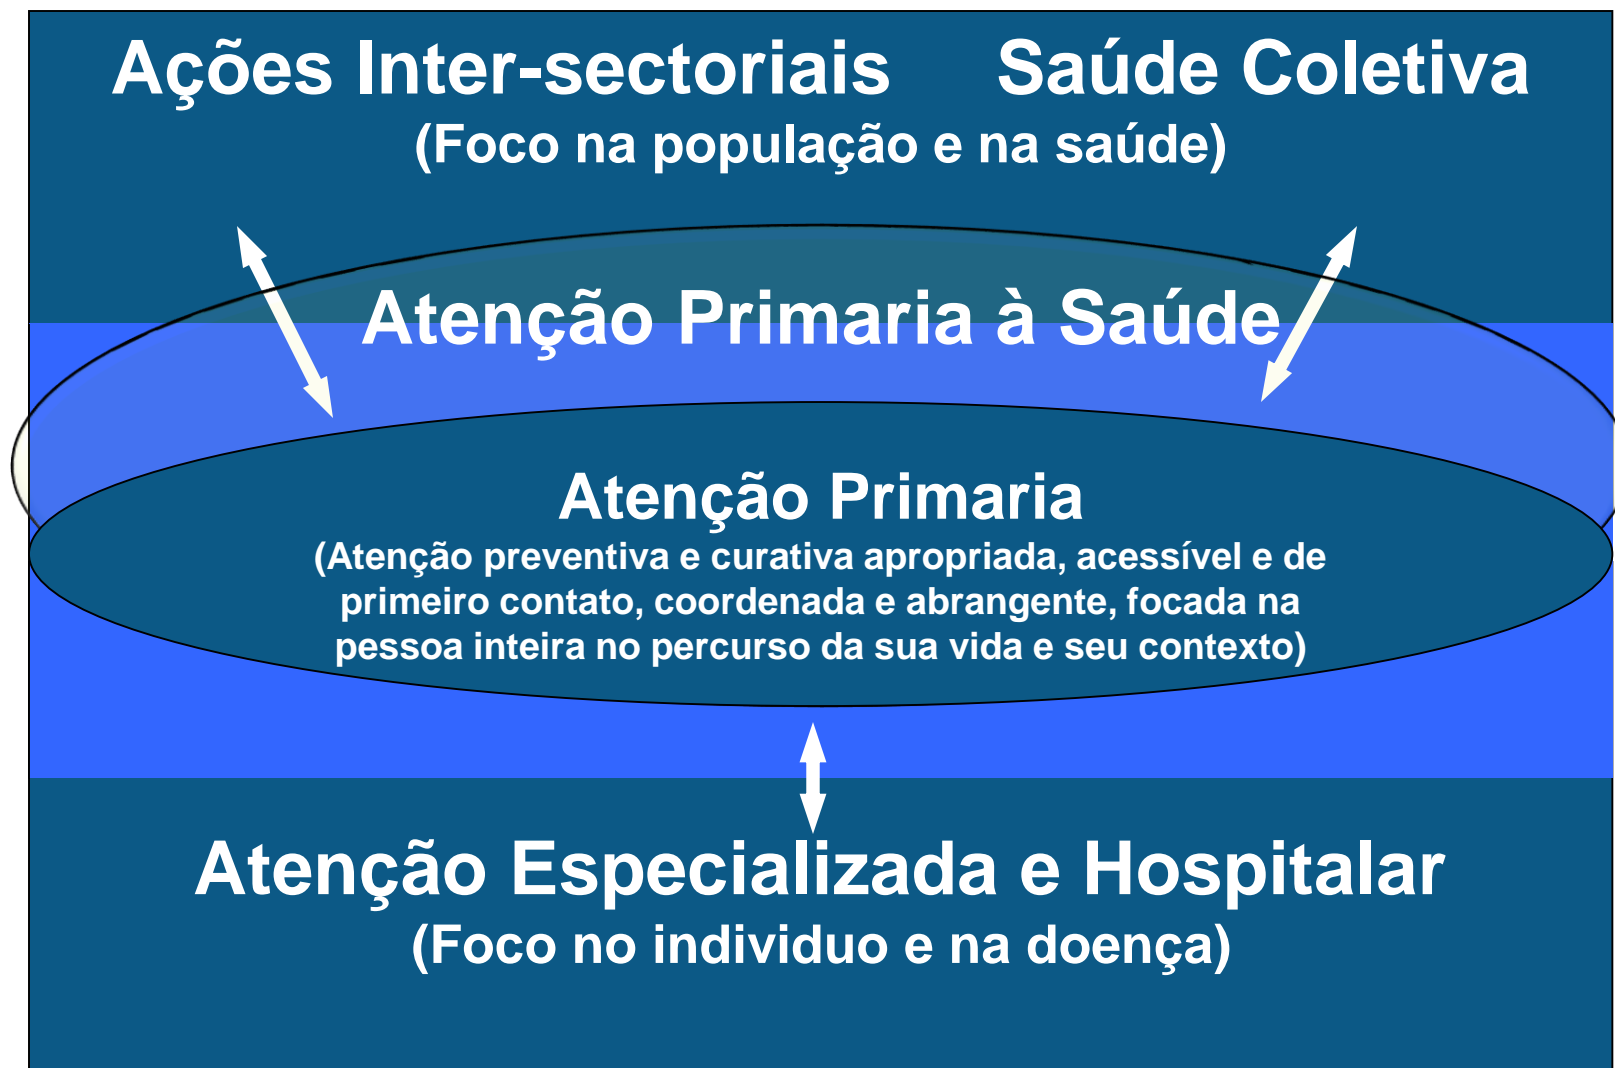 Ações Inter-sectoriais Saúde Coletiva
(Foco na população e na saúde)
Atenção Primaria à Saúde
Atenção Primaria
(Atenção preventiva e curativa apropriada, acessível e de
primeiro contato, coordenada e abrangente, focada na
pessoa inteira no percurso da sua vida e seu contexto)
Atenção Especializada e Hospitalar
(Foco no individuo e na doença)